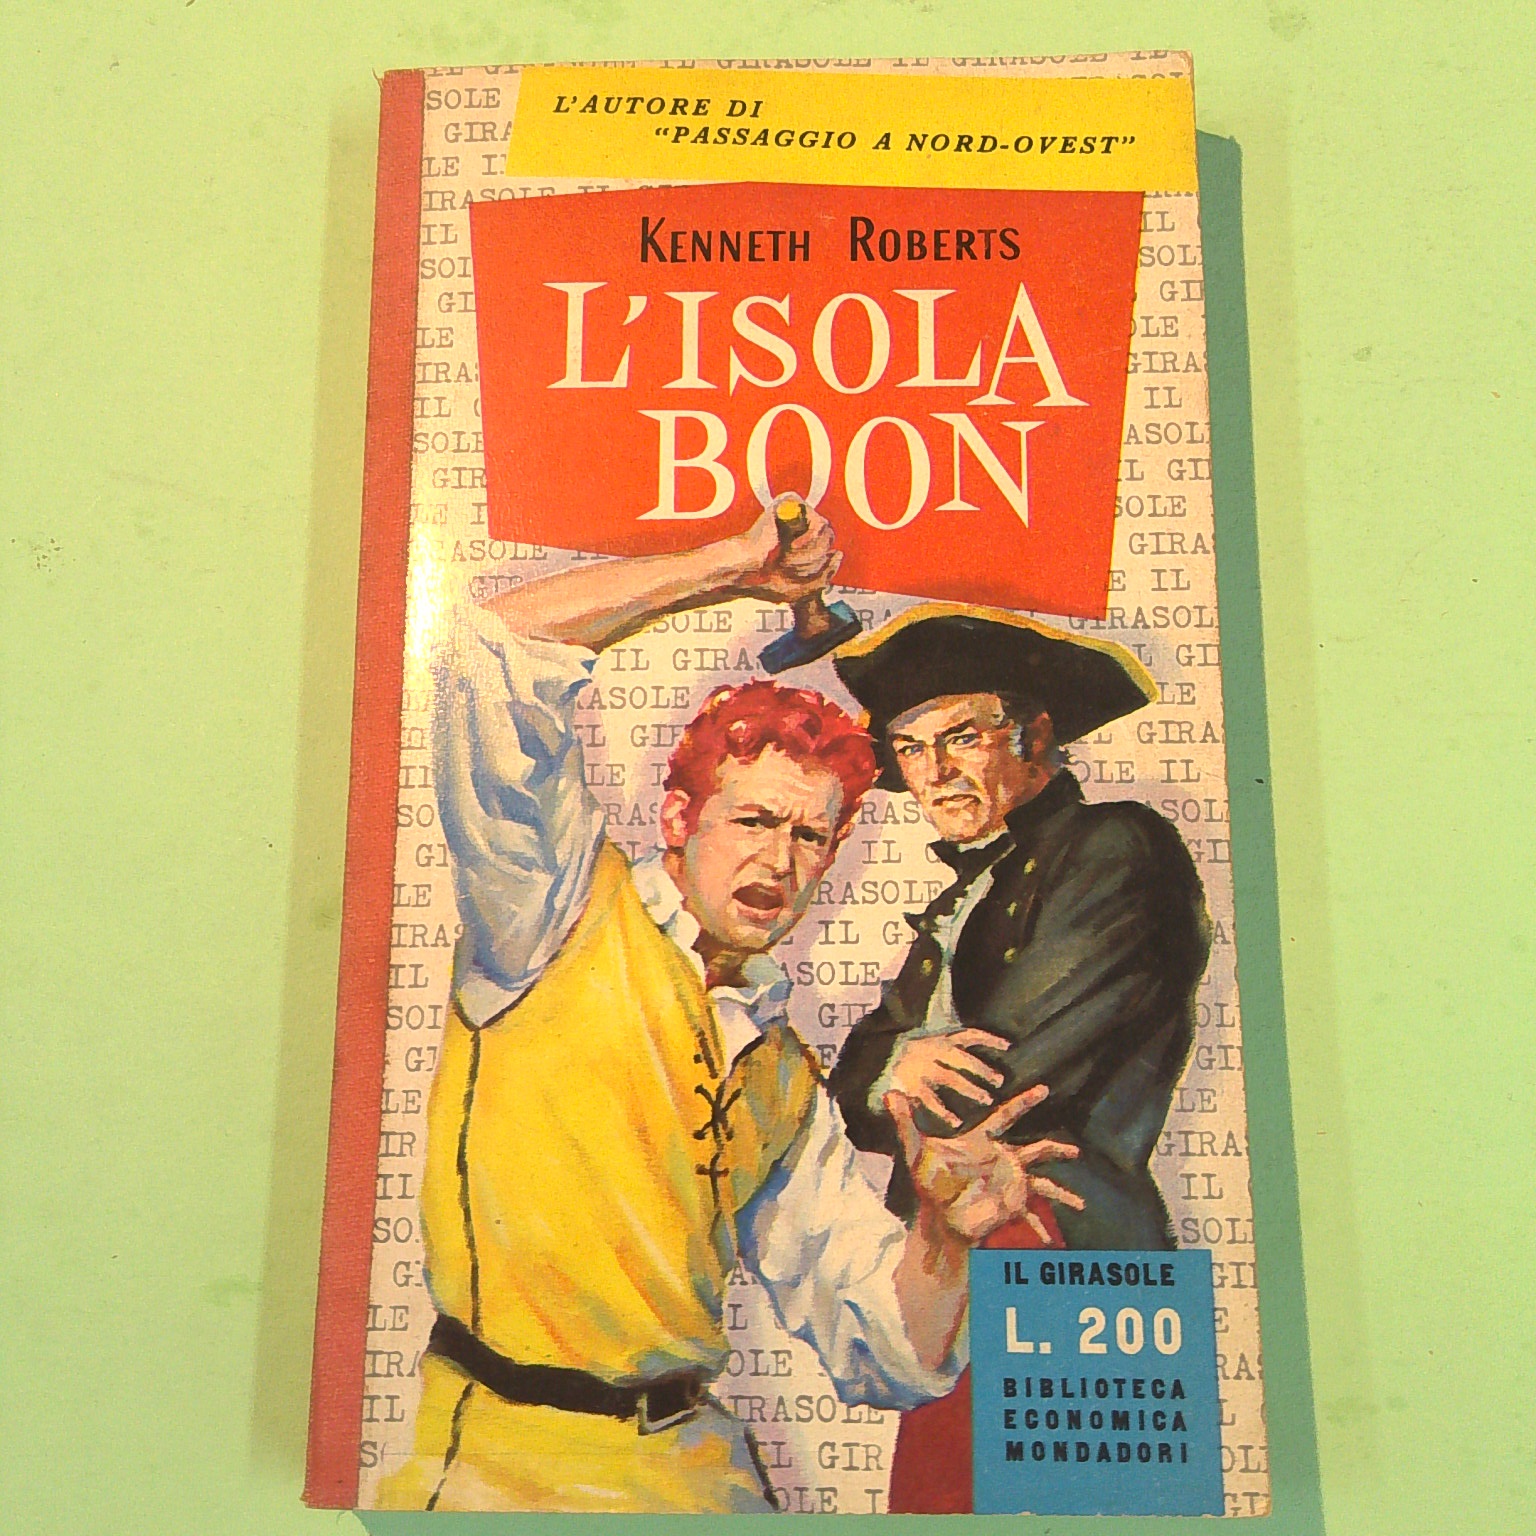 L'AUTORE DI
"PASSAGGIO A NORD-OVEST"
KENNETH ROBERTS
L'ISOLA
BOON
IL GIRASOLE
L. 200
BIBLIOTECA
ECONOMICA
MONDADORI